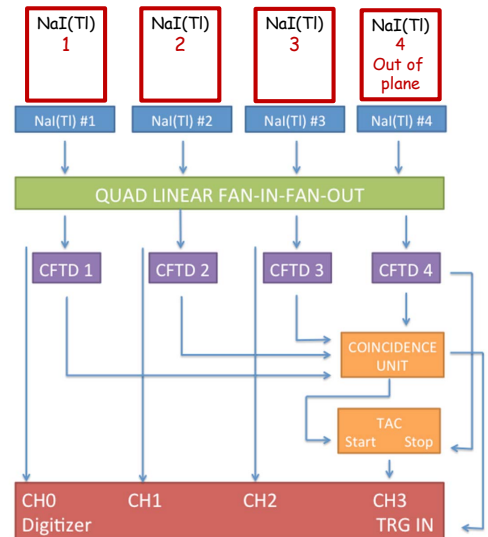 NaI(Tl)
1
NaI(Tl)
2
NaI(Tl)
3
NaI(Tl)
4
Out of
plane
NaI(Tl) #1
NaI(Tl) #2
NaI(Tl) #3
NaI(Tl) #4
QUAD LINEAR FAN-IN-FAN-OUT
CFTD 1
CFTD 2
CFTD 3
CFTD 4
COINCIDENCE
UNIT
TAC
Start Stop
CH0 CH1 CH2 CH3
Digitizer TRG IN